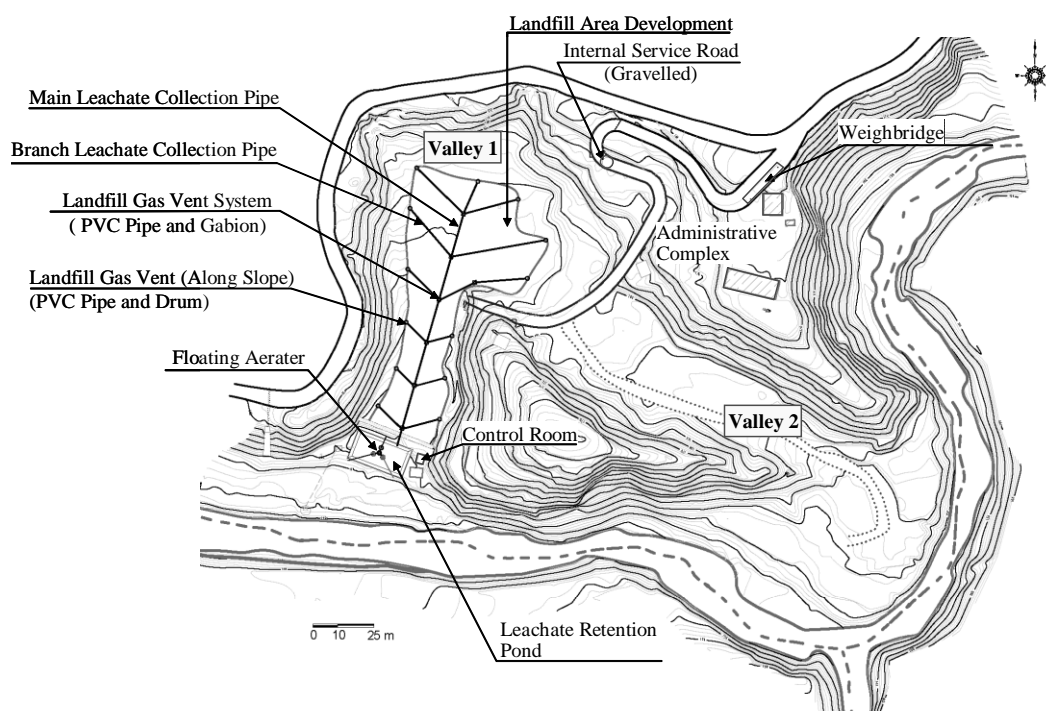 Landfill Area Development
Internal Service Road
(Gravelled)
Main Leachate Collection Pipe
Weighbridge
Branch Leachate Collection Pipe
Valley 1
Landfill Gas Vent System
( PVC Pipe and Gabion)
Administrative
Complex
Landfill Gas Vent (Along Slope)
(PVC Pipe and Drum)
Floating Aerater
Valley 2
Control Room
0 10 25 m
Leachate Retention
Pond